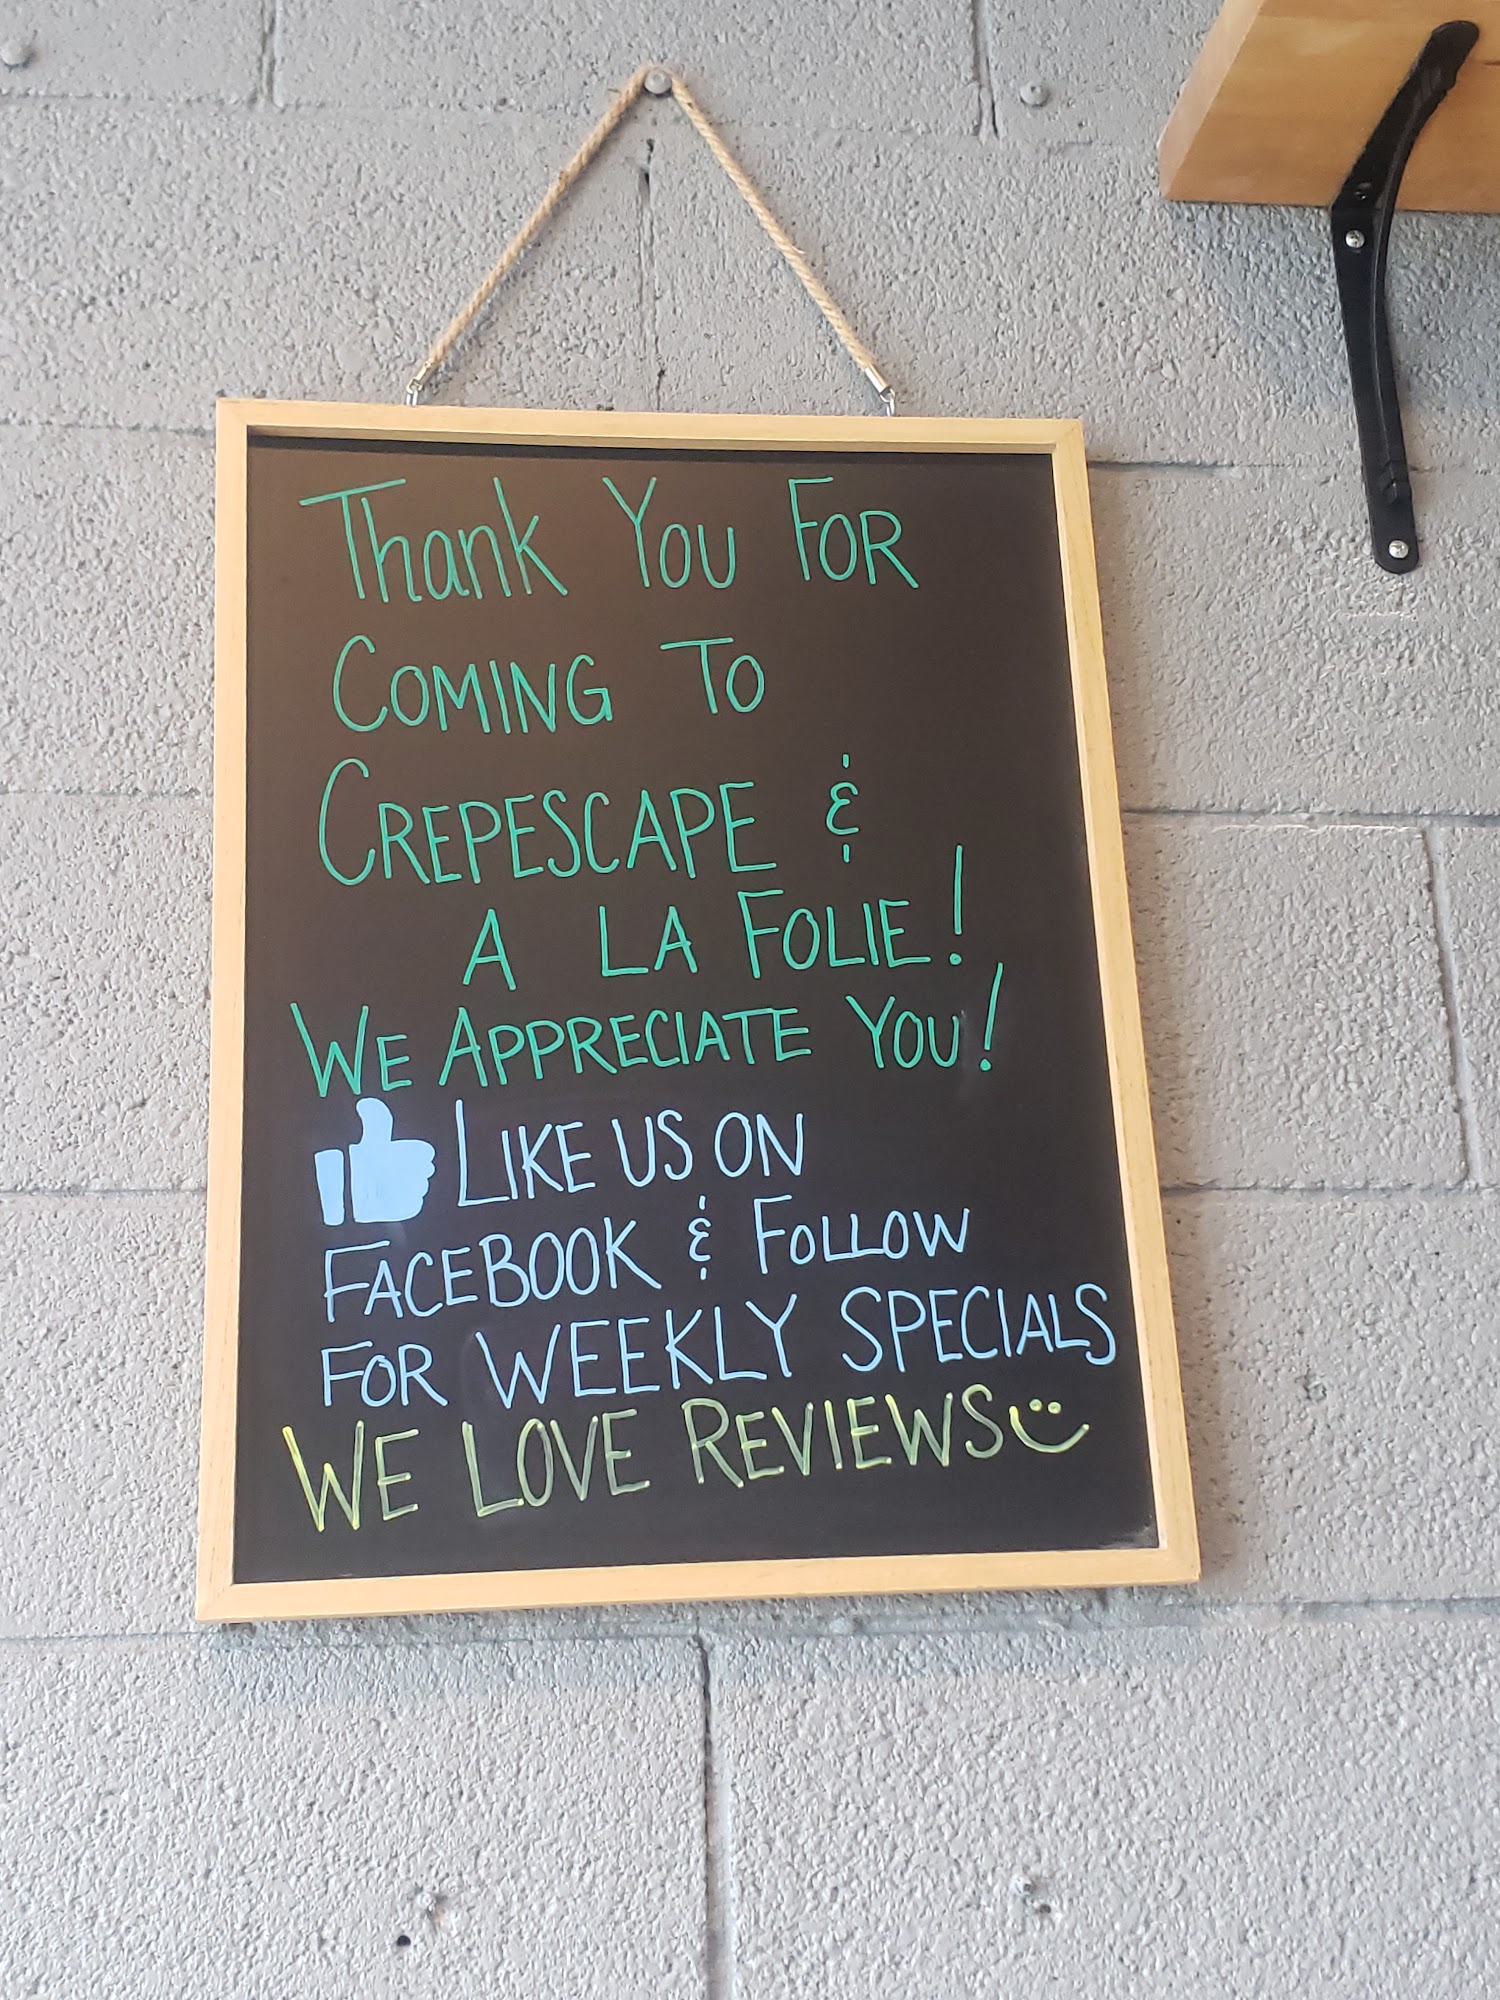 Thank You For
Coming To
Crepescape &
A La Folie!
We Appreciate You!
Like us on
Facebook & Follow
For Weekly Specials
We Love Reviews